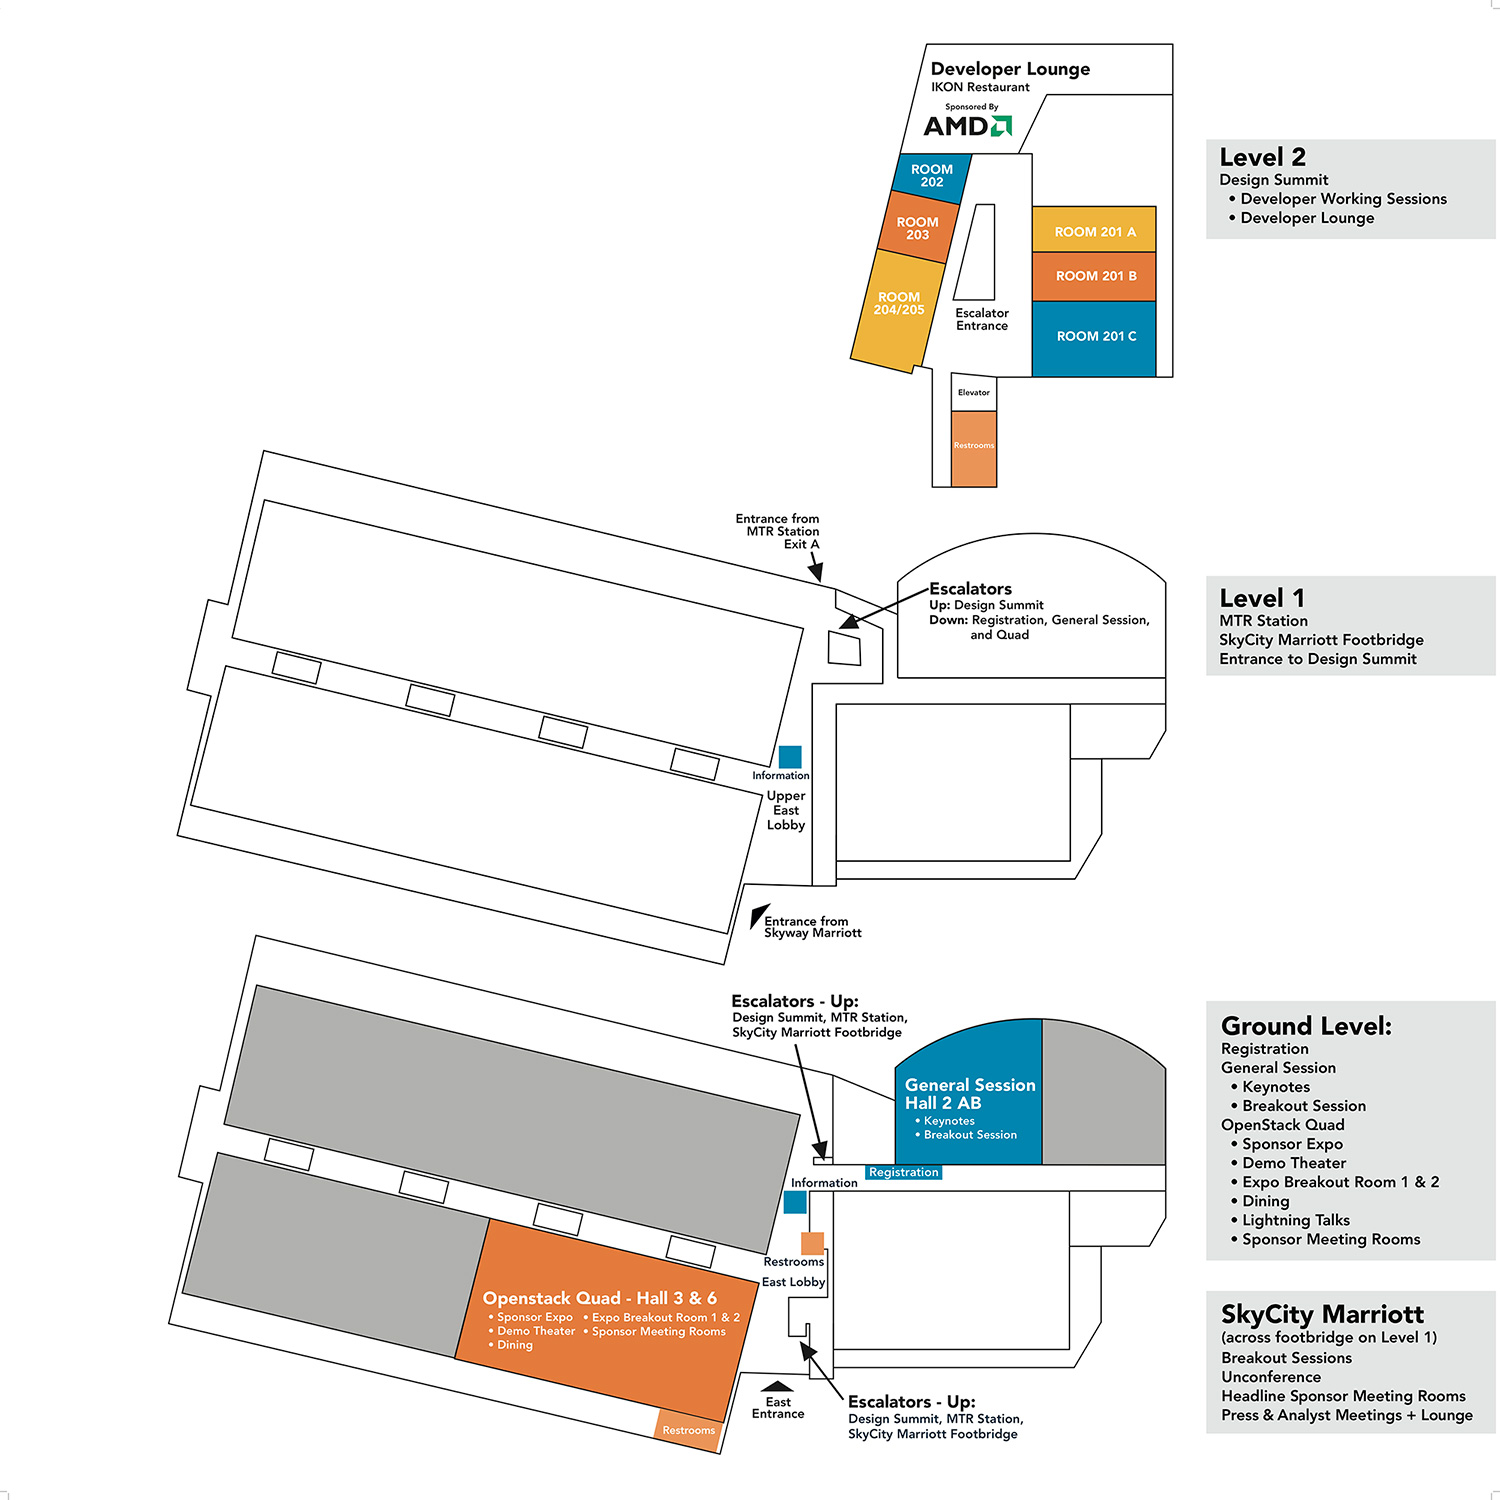 Developer Lounge
IKON Restaurant
Sponsored By
AMD
ROOM
202
ROOM
203
ROOM
204/205
ROOM 201 A
ROOM 201 B
ROOM 201 C
Escalator
Entrance
Elevator
Restrooms
Level 2
Design Summit
• Developer Working Sessions
• Developer Lounge
Entrance from
MTR Station
Exit A
Escalators
Up: Design Summit
Down: Registration, General Session,
and Quad
Information
Upper
East
Lobby
Entrance from
Skyway Marriott
Level 1
MTR Station
SkyCity Marriott Footbridge
Entrance to Design Summit
Escalators - Up:
Design Summit, MTR Station,
SkyCity Marriott Footbridge
General Session
Hall 2 AB
• Keynotes
• Breakout Session
Registration
Information
Restrooms
East Lobby
Openstack Quad - Hall 3 & 6
• Sponsor Expo • Expo Breakout Room 1 & 2
• Demo Theater • Sponsor Meeting Rooms
• Dining
Restrooms
East
Entrance
Escalators - Up:
Design Summit, MTR Station,
SkyCity Marriott Footbridge
Ground Level:
Registration
General Session
• Keynotes
• Breakout Session
OpenStack Quad
• Sponsor Expo
• Demo Theater
• Expo Breakout Room 1 & 2
• Dining
• Lightning Talks
• Sponsor Meeting Rooms
SkyCity Marriott
(across footbridge on Level 1)
Breakout Sessions
Unconference
Headline Sponsor Meeting Rooms
Press & Analyst Meetings + Lounge